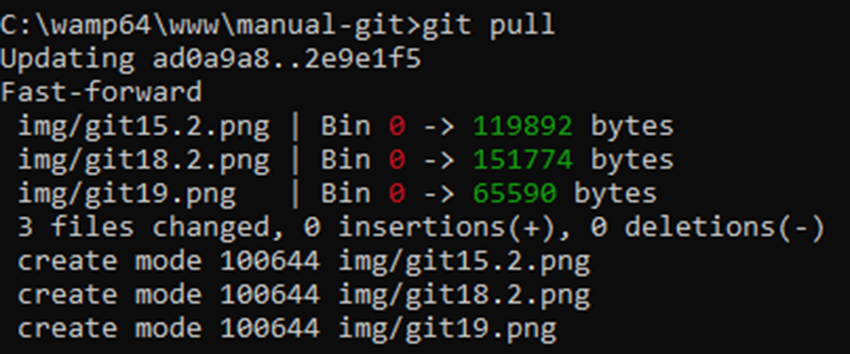 C:\wamp64\www\manual-git>git pull
Updating ad0a9a8..2e9e1f5
Fast-forward
 img/git15.2.png | Bin 0 -> 119892 bytes
 img/git18.2.png | Bin 0 -> 151774 bytes
 img/git19.png   | Bin 0 -> 65590 bytes
 3 files changed, 0 insertions(+), 0 deletions(-)
 create mode 100644 img/git15.2.png
 create mode 100644 img/git18.2.png
 create mode 100644 img/git19.png